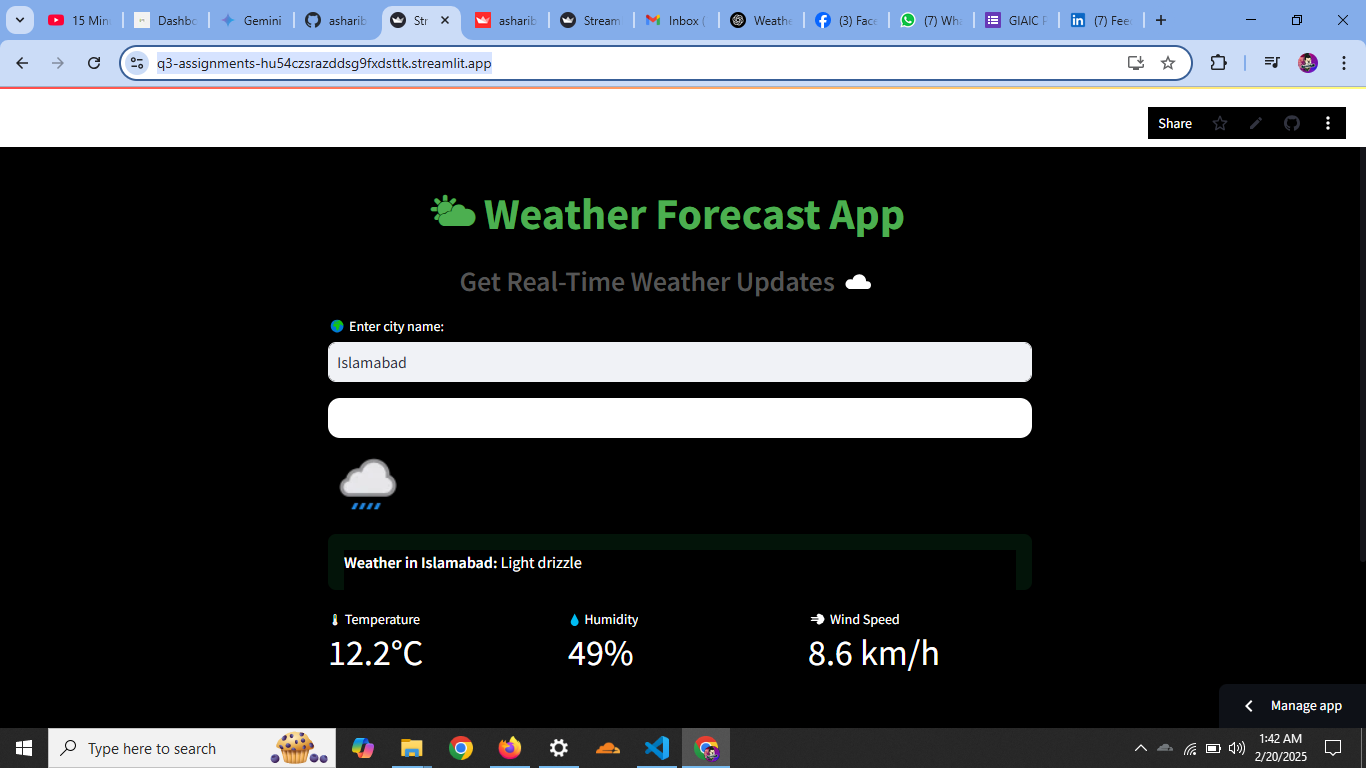 15 Min
Dashbo
Gemini
asharib
Str
asharib
Stream
Inbox (
Weathe
(3) Face
(7) Wha
GIAIC
(7) Fee
q3-assignments-hu54czsrazddsg9fxdsttk.streamlit.app
Share
Weather Forecast App
Get Real-Time Weather Updates
Enter city name:
Islamabad
Weather in Islamabad: Light drizzle
Temperature
Humidity
Wind Speed
12.2°C
49%
8.6 km/h
Manage app
Type here to search
1:42 AM
2/20/2025